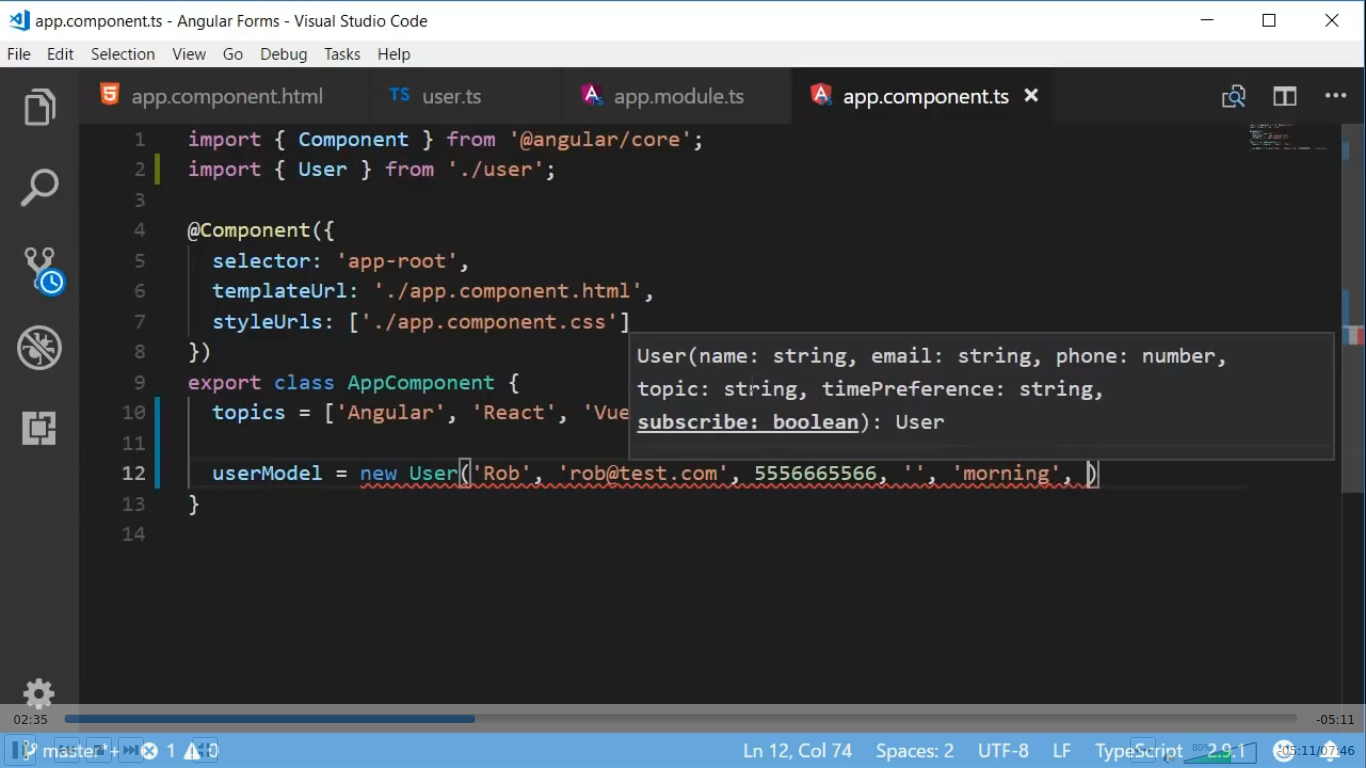 app.component.ts - Angular Forms - Visual Studio Code
File Edit Selection View Go Debug Tasks Help
app.component.html TS user.ts app.module.ts app.component.ts
1 import { Component } from '@angular/core';
2 import { User } from './user';
3
4 @Component({
5 selector: 'app-root',
6 templateUrl: './app.component.html',
7 styleUrls: ['./app.component.css']
8 })
9 export class AppComponent {
10 topics = ['Angular', 'React', 'Vue
11
12 userModel = new User('Rob', 'rob@test.com', 5556665566, '', 'morning', )
13 }
14
User(name: string, email: string, phone: number,
topic: string, timePreference: string,
subscribe: boolean): User
02:35 -05:11
master*+ 1 0 Ln 12, Col 74 Spaces: 2 UTF-8 LF TypeScript 2.9.1 80% -05:11/07:46